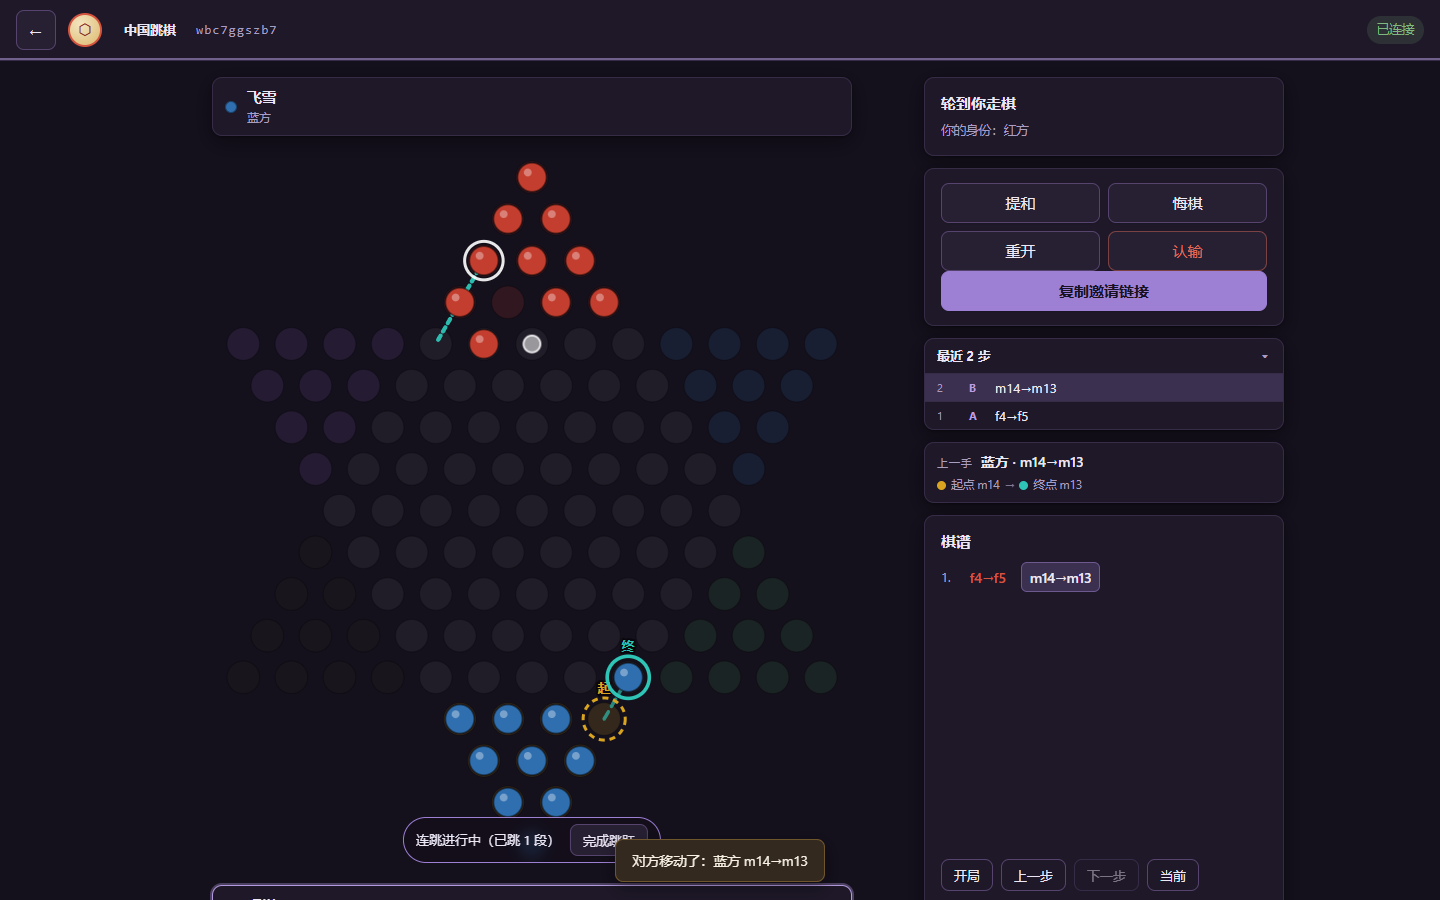 ←
中国跳棋 wbc7ggszb7
已连接
飞雪
蓝方
终
轮到你走棋
你的身份：红方
提和
悔棋
重开
认输
复制邀请链接
最近 2 步
2 B m14→m13
1 A f4→f5
上一手 蓝方 · m14→m13
起点 m14 → 终点 m13
棋谱
1. f4→f5 m14→m13
连跳进行中（已跳 1 段）
对方移动了：蓝方 m14→m13
开局
上一步
下一步
当前